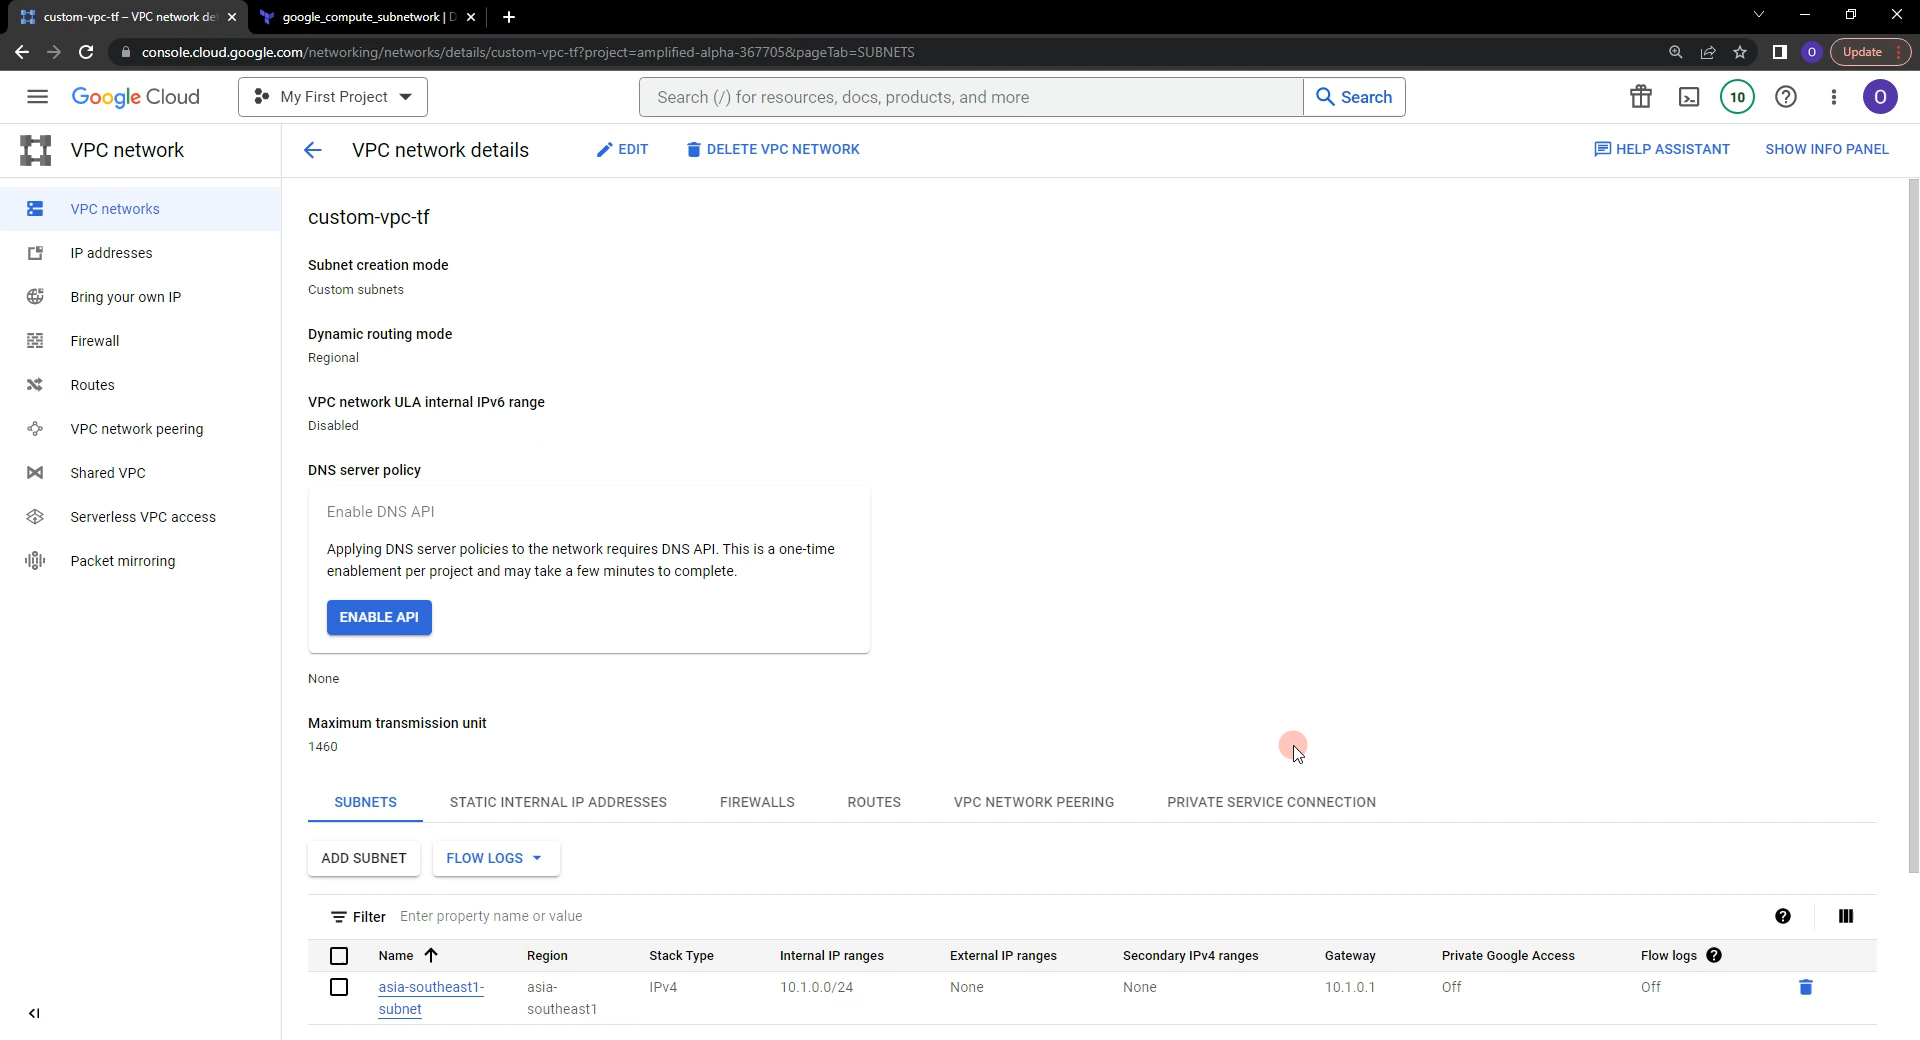 custom-vpc-tf – VPC network de
google_compute_subnetwork | D
console.cloud.google.com/networking/networks/details/custom-vpc-tf?project=amplified-alpha-367705&pageTab=SUBNETS
O
Update
Google Cloud
My First Project
Search (/) for resources, docs, products, and more
Search
10
O
VPC network
VPC network details
EDIT
DELETE VPC NETWORK
HELP ASSISTANT
SHOW INFO PANEL
VPC networks
IP addresses
Bring your own IP
Firewall
Routes
VPC network peering
Shared VPC
Serverless VPC access
Packet mirroring
custom-vpc-tf
Subnet creation mode
Custom subnets
Dynamic routing mode
Regional
VPC network ULA internal IPv6 range
Disabled
DNS server policy
Enable DNS API
Applying DNS server policies to the network requires DNS API. This is a one-time
enablement per project and may take a few minutes to complete.
ENABLE API
None
Maximum transmission unit
1460
SUBNETS STATIC INTERNAL IP ADDRESSES FIREWALLS ROUTES VPC NETWORK PEERING PRIVATE SERVICE CONNECTION
ADD SUBNET FLOW LOGS
Filter Enter property name or value
Name Region Stack Type Internal IP ranges External IP ranges Secondary IPv4 ranges Gateway Private Google Access Flow logs
asia-southeast1- asia- IPv4 10.1.0.0/24 None None 10.1.0.1 Off Off
subnet southeast1